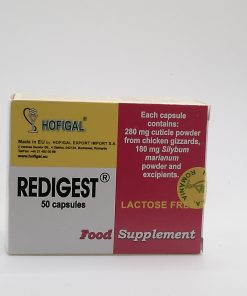 HOFIGAL®
Made in EU by HOFIGAL EXPORT IMPORT S.A.
www.hofigal.eu
REDIGEST®
50 capsules
Each capsule
contains:
280 mg cuticle powder
from chicken gizzards,
180 mg Silybum
marianum
powder and
excipients.
LACTOSE FREE
Food Supplement